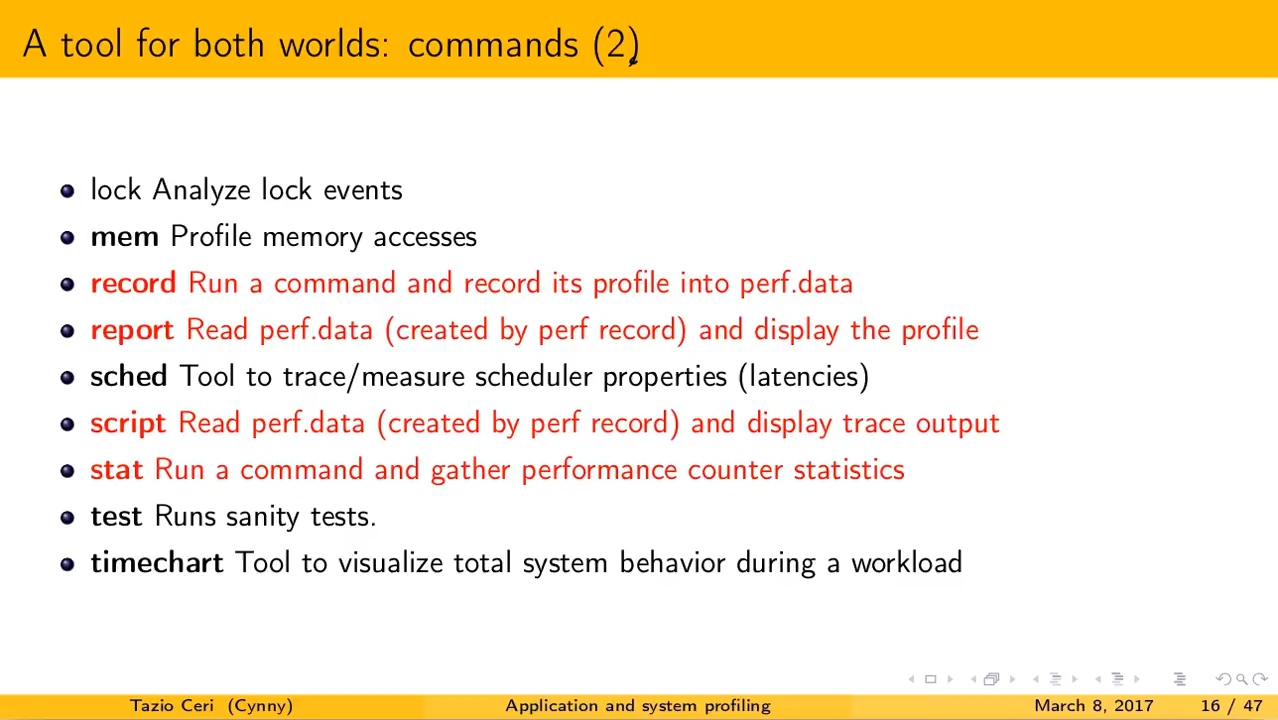 A tool for both worlds: commands (2)
lock Analyze lock events
mem Profile memory accesses
record Run a command and record its profile into perf.data
report Read perf.data (created by perf record) and display the profile
sched Tool to trace/measure scheduler properties (latencies)
script Read perf.data (created by perf record) and display trace output
stat Run a command and gather performance counter statistics
test Runs sanity tests.
timechart Tool to visualize total system behavior during a workload
Tazio Ceri (Cynny) Application and system profiling March 8, 2017 16 / 47